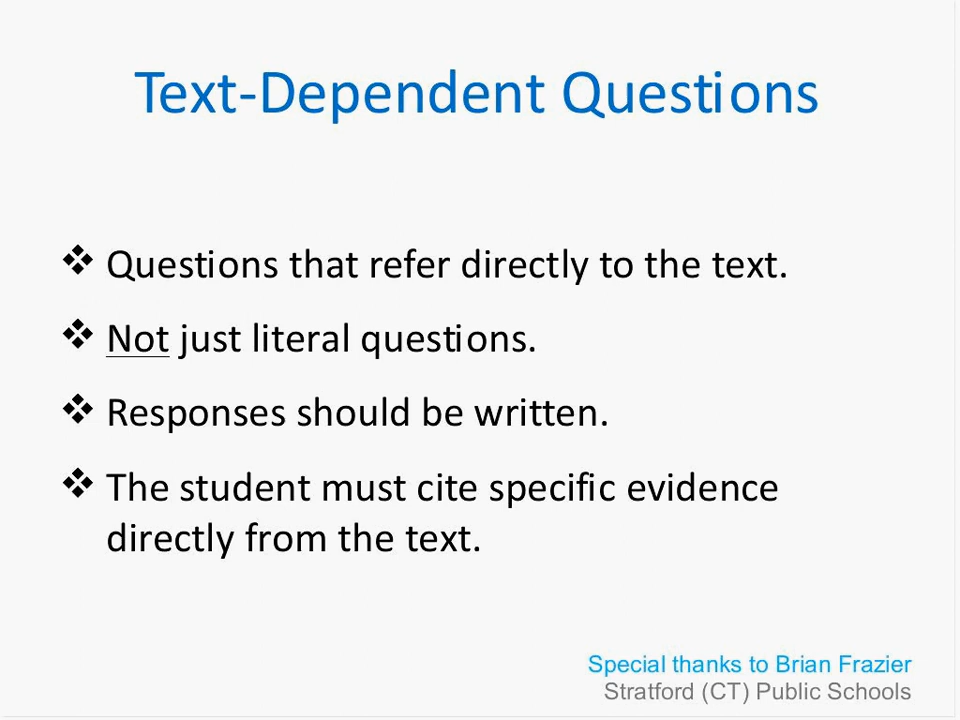 Text-Dependent Questions
❖ Questions that refer directly to the text.
❖ Not just literal questions.
❖ Responses should be written.
❖ The student must cite specific evidence
directly from the text.
Special thanks to Brian Frazier
Stratford (CT) Public Schools